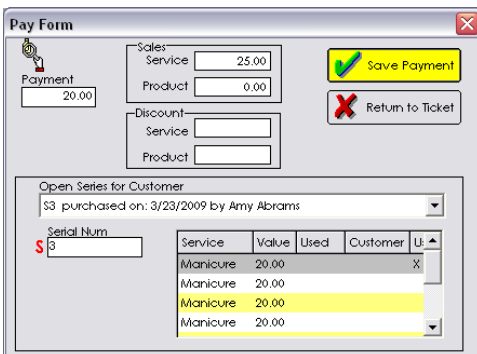 Pay Form
Sales
Service 25.00
Product 0.00
Payment
20.00
Save Payment
Return to Ticket
Discount
Service
Product
Open Series for Customer
S3 purchased on: 3/23/2009 by Amy Abrams
Serial Num
S 3
Service Value Used Customer U:
Manicure 20.00 X
Manicure 20.00
Manicure 20.00
Manicure 20.00